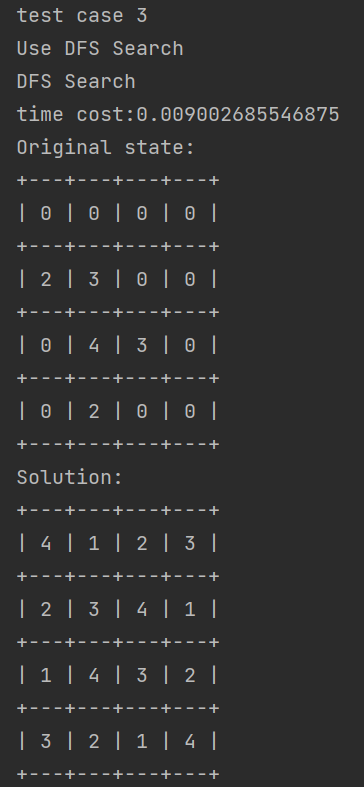 test case 3
Use DFS Search
DFS Search
time cost:0.009002685546875
Original state:
+---+---+---+---+
| 0 | 0 | 0 | 0 |
+---+---+---+---+
| 2 | 3 | 0 | 0 |
+---+---+---+---+
| 0 | 4 | 3 | 0 |
+---+---+---+---+
| 0 | 2 | 0 | 0 |
+---+---+---+---+
Solution:
+---+---+---+---+
| 4 | 1 | 2 | 3 |
+---+---+---+---+
| 2 | 3 | 4 | 1 |
+---+---+---+---+
| 1 | 4 | 3 | 2 |
+---+---+---+---+
| 3 | 2 | 1 | 4 |
+---+---+---+---+